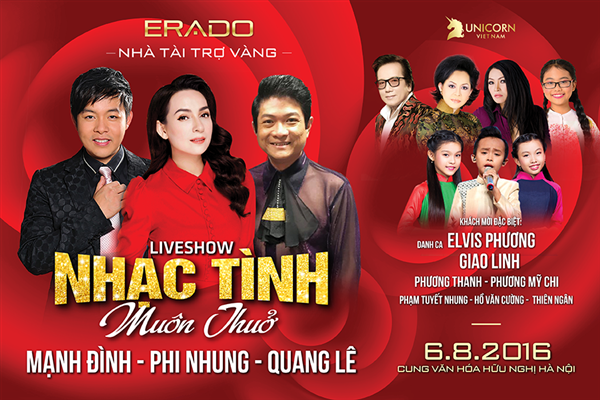 ERADO
NHÀ TÀI TRỢ VÀNG
UNICORN
VIET NAM
LIVESHOW
NHẠC TÌNH
Muôn Thuở
MẠNH ĐÌNH - PHI NHUNG - QUANG LÊ
KHÁCH MỜI ĐẶC BIỆT:
DANH CA ELVIS PHƯƠNG
GIAO LINH
PHƯƠNG THANH - PHƯƠNG MỸ CHI
PHẠM TUYẾT NHUNG - HỒ VĂN CƯỜNG - THIÊN NGÂN
6.8.2016
CUNG VĂN HÓA HỮU NGHỊ HÀ NỘI